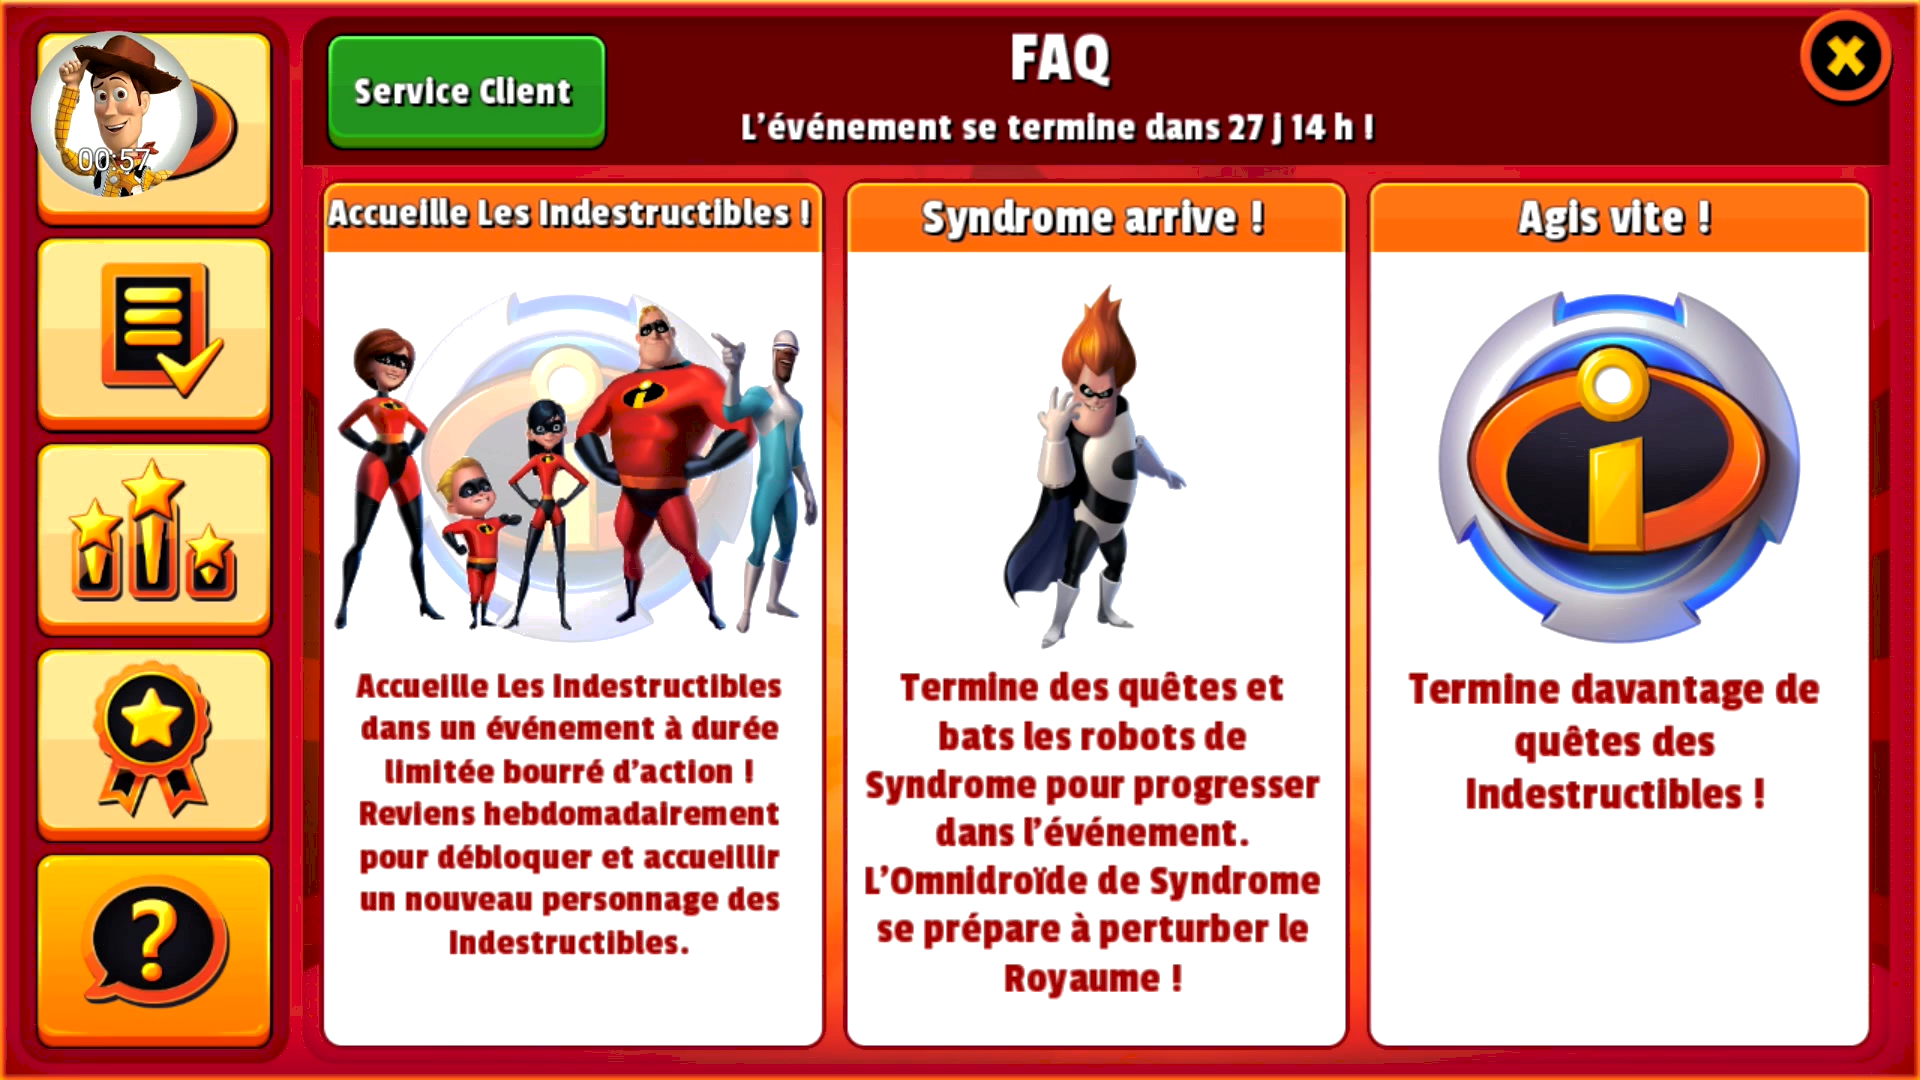 00:57
Service Client
FAQ
L'événement se termine dans 27 j 14 h !
Accueille Les Indestructibles !
Accueille Les Indestructibles
dans un événement à durée
limitée bourré d'action !
Reviens hebdomadairement
pour débloquer et accueillir
un nouveau personnage des
Indestructibles.
Syndrome arrive !
Termine des quêtes et
bats les robots de
Syndrome pour progresser
dans l'événement.
L'Omnidroïde de Syndrome
se prépare à perturber le
Royaume !
Agis vite !
Termine davantage de
quêtes des
Indestructibles !